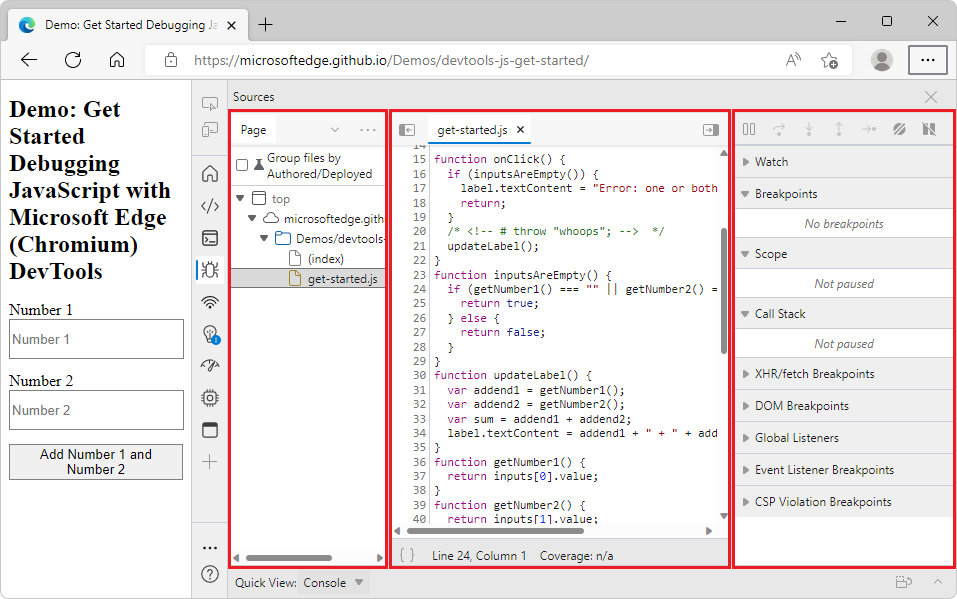 Demo: Get Started Debugging Ja
https://microsoftedge.github.io/Demos/devtools-js-get-started/
Demo: Get
Started
Debugging
JavaScript with
Microsoft Edge
(Chromium)
DevTools
Number 1
Number 1
Number 2
Number 2
Add Number 1 and
Number 2
Sources
Page
Group files by
Authored/Deployed
top
microsoftedge.gith
Demos/devtools-
(index)
get-started.js
get-started.js
14
15 function onClick() {
16 if (inputsAreEmpty()) {
17 label.textContent = "Error: one or both
18 return;
19 }
20 /* <!-- # throw "whoops"; --> */
21 updateLabel();
22 }
23 function inputsAreEmpty() {
24 if (getNumber1() === "" || getNumber2() =
25 return true;
26 } else {
27 return false;
28 }
29 }
30 function updateLabel() {
31 var addend1 = getNumber1();
32 var addend2 = getNumber2();
33 var sum = addend1 + addend2;
34 label.textContent = addend1 + " + " + add
35 }
36 function getNumber1() {
37 return inputs[0].value;
38 }
39 function getNumber2() {
40 return inputs[1].value;
{ } Line 24, Column 1 Coverage: n/a
Watch
Breakpoints
No breakpoints
Scope
Not paused
Call Stack
Not paused
XHR/fetch Breakpoints
DOM Breakpoints
Global Listeners
Event Listener Breakpoints
CSP Violation Breakpoints
Quick View: Console